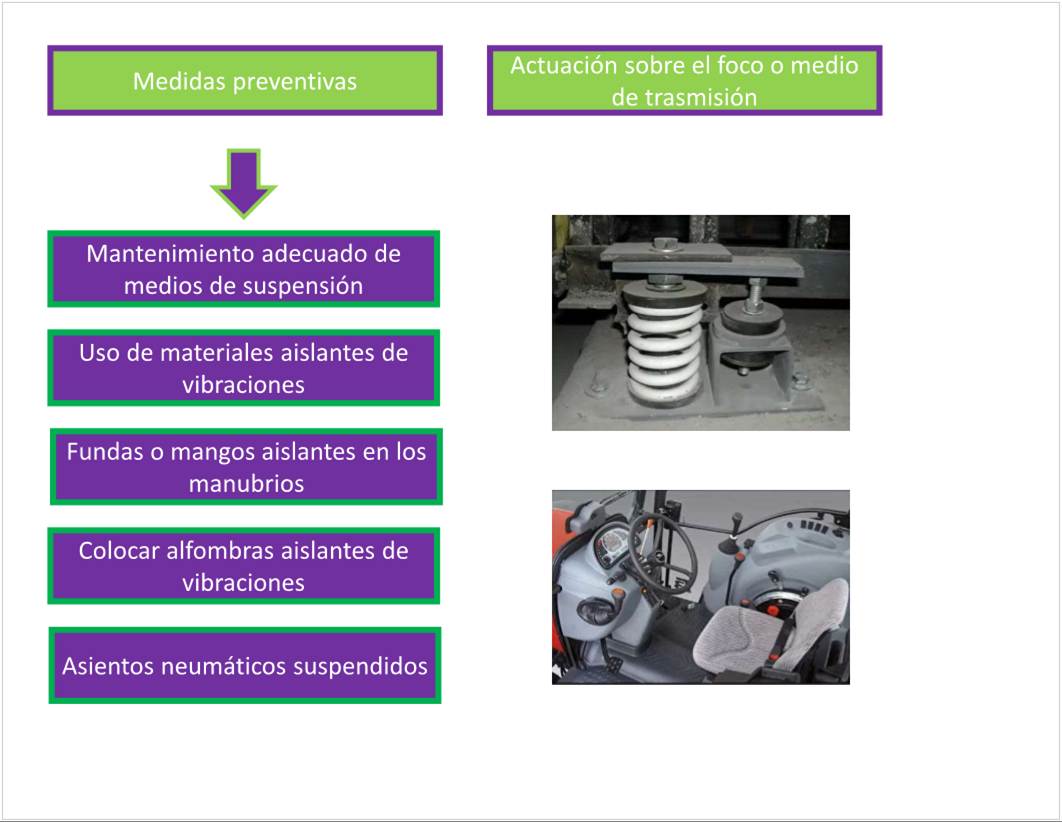 Medidas preventivas
Actuación sobre el foco o medio
de trasmisión
Mantenimiento adecuado de
medios de suspensión
Uso de materiales aislantes de
vibraciones
Fundas o mangos aislantes en los
manubrios
Colocar alfombras aislantes de
vibraciones
Asientos neumáticos suspendidos